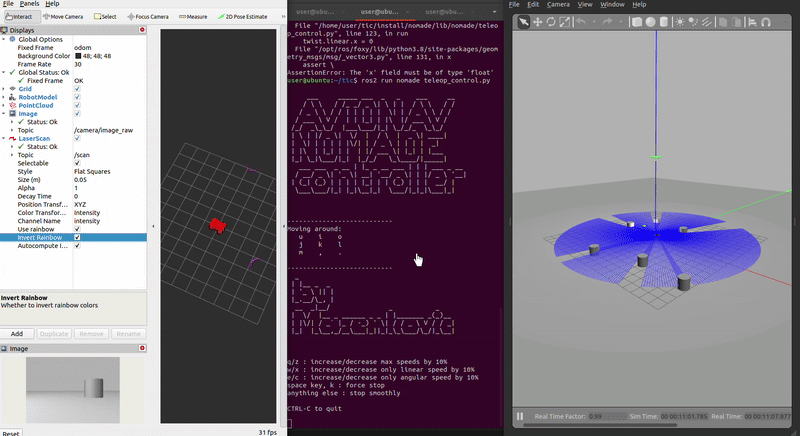 File Panels Help
Interact Move Camera Select Focus Camera Measure 2D Pose Estimate
Displays
Global Options
Fixed Frame odom
Background Color 48; 48; 48
Frame Rate 30
Global Status: Ok
Fixed Frame OK
Grid
RobotModel
PointCloud
Image
Status: Ok
Topic /camera/image_raw
LaserScan
Status: Ok
Topic /scan
Selectable
Style Flat Squares
Size (m) 0.05
Alpha 1
Decay Time 0
Position Transf... XYZ
Color Transfor... Intensity
Channel Name intensity
Use rainbow
Invert Rainbow
Autocompute I...
Invert Rainbow
Whether to invert rainbow colors
Add Duplicate Remove Rename
Image
Reset
31 fps
user@ubu... user@ubu... user@ubu...
File "/home/user/tic/install/nomade/lib/nomade/teleo
p_control.py", line 123, in run
twist.linear.x = 0
File "/opt/ros/foxy/lib/python3.8/site-packages/geom
etry_msgs/msg/_vector3.py", line 131, in x
assert \
AssertionError: The 'x' field must be of type 'float'
user@ubuntu:~/tic$ ros2 run nomade teleop_control.py
Moving around:
u i o
j k l
m , .
q/z : increase/decrease max speeds by 10%
w/x : increase/decrease only linear speed by 10%
e/c : increase/decrease only angular speed by 10%
space key, k : force stop
anything else : stop smoothly
CTRL-C to quit
File Edit Camera View Window Help
Real Time Factor: 0.99 Sim Time: 00 00:11:01.785 Real Time: 00 00:11:07.877